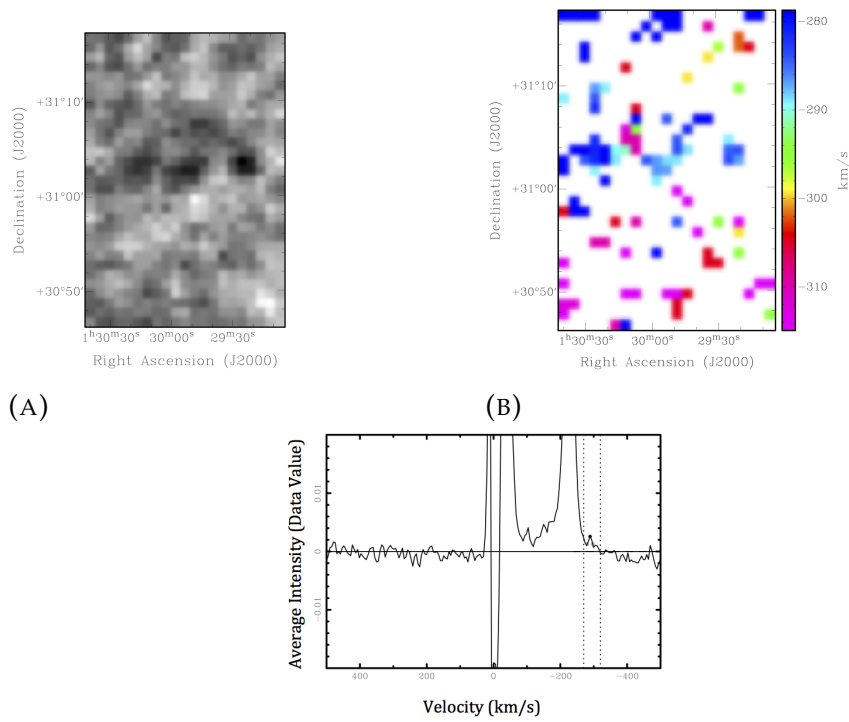 Declination (J2000)
+31°10′
+31°00′
+30°50′
1ʰ30ᵐ30ˢ 30ᵐ00ˢ 29ᵐ30ˢ
Right Ascension (J2000)
(A)
Declination (J2000)
+31°10′
+31°00′
+30°50′
1ʰ30ᵐ30ˢ 30ᵐ00ˢ 29ᵐ30ˢ
Right Ascension (J2000)
−280
−290
−300
−310
km/s
(B)
Average Intensity (Data Value)
0.01
0
−0.01
400 200 0 −200 −400
Velocity (km/s)